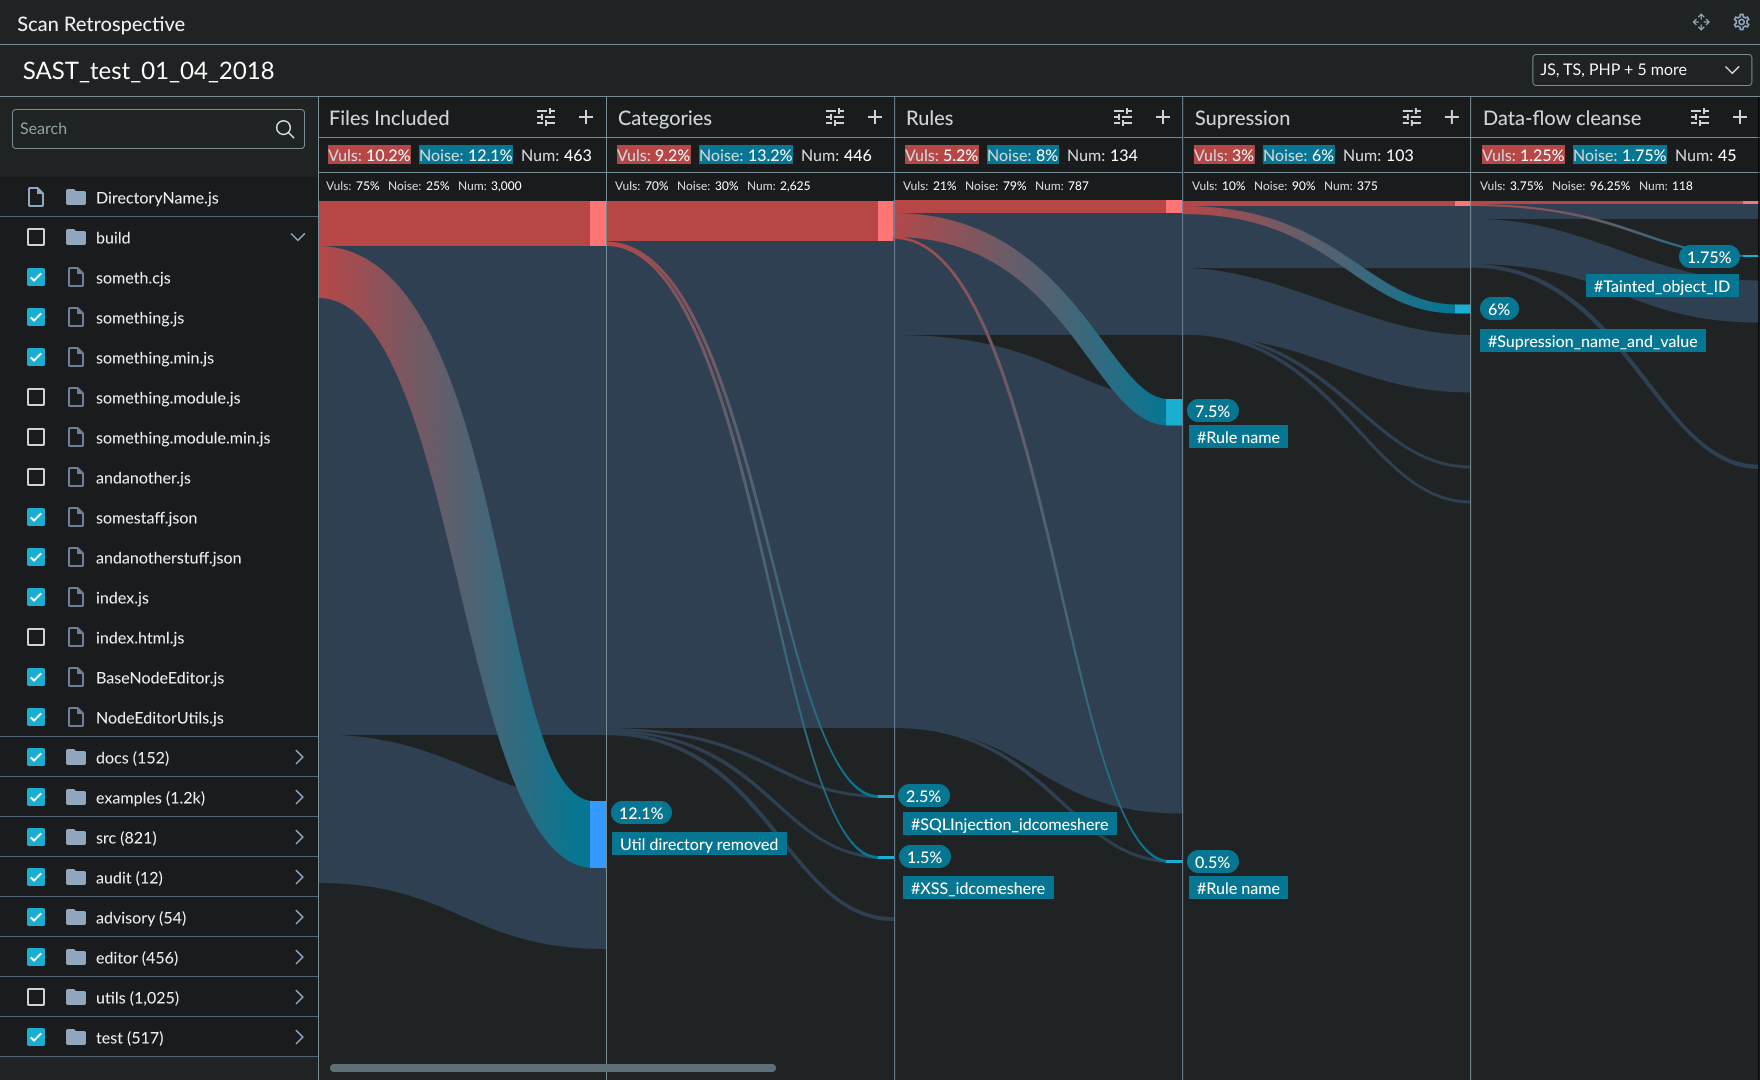 Scan Retrospective
SAST_test_01_04_2018
JS, TS, PHP + 5 more
Search
DirectoryName.js
build
someth.cjs
something.js
something.min.js
something.module.js
something.module.min.js
andanother.js
somestaff.json
andanotherstuff.json
index.js
index.html.js
BaseNodeEditor.js
NodeEditorUtils.js
docs (152)
examples (1.2k)
src (821)
audit (12)
advisory (54)
editor (456)
utils (1,025)
test (517)
Files Included
Vuls: 10.2% Noise: 12.1% Num: 463
Vuls: 75% Noise: 25% Num: 3,000
12.1%
Util directory removed
Categories
Vuls: 9.2% Noise: 13.2% Num: 446
Vuls: 70% Noise: 30% Num: 2,625
2.5%
#SQLInjection_idcomeshere
1.5%
#XSS_idcomeshere
Rules
Vuls: 5.2% Noise: 8% Num: 134
Vuls: 21% Noise: 79% Num: 787
7.5%
#Rule name
0.5%
#Rule name
Supression
Vuls: 3% Noise: 6% Num: 103
Vuls: 10% Noise: 90% Num: 375
6%
#Supression_name_and_value
Data-flow cleanse
Vuls: 1.25% Noise: 1.75% Num: 45
Vuls: 3.75% Noise: 96.25% Num: 118
1.75%
#Tainted_object_ID